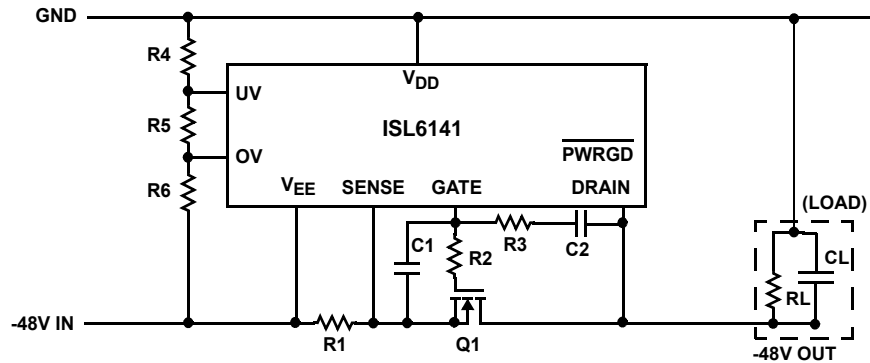 GND
R4
UV
V_DD
R5
ISL6141
OV
PWRGD
R6
V_EE SENSE GATE DRAIN
(LOAD)
C1
R2
R3
C2
CL
RL
-48V IN
R1
Q1
-48V OUT